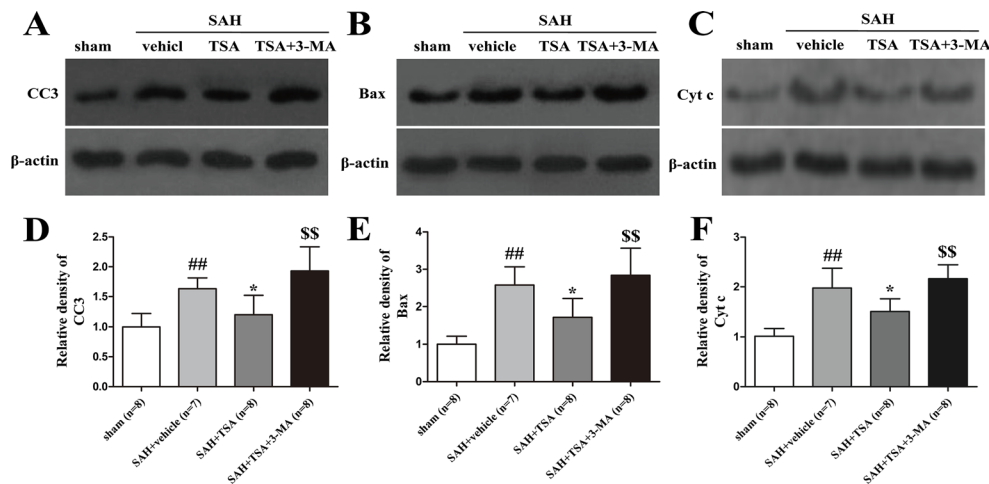 A
SAH
sham vehicl TSA TSA+3-MA
CC3
β-actin
B
SAH
sham vehicle TSA TSA+3-MA
Bax
β-actin
C
SAH
sham vehicle TSA TSA+3-MA
Cyt c
β-actin
D
Relative density of
CC3
2.5
2.0
1.5
1.0
0.5
0.0
##
*
$$
sham (n=8)
SAH+vehicle (n=7)
SAH+TSA (n=8)
SAH+TSA+3-MA (n=8)
E
Relative density of
Bax
4
3
2
1
0
##
*
$$
sham (n=8)
SAH+vehicle (n=7)
SAH+TSA (n=8)
SAH+TSA+3-MA (n=8)
F
Relative density of
Cyt c
3
2
1
0
##
*
$$
sham (n=8)
SAH+vehicle (n=7)
SAH+TSA (n=8)
SAH+TSA+3-MA (n=8)